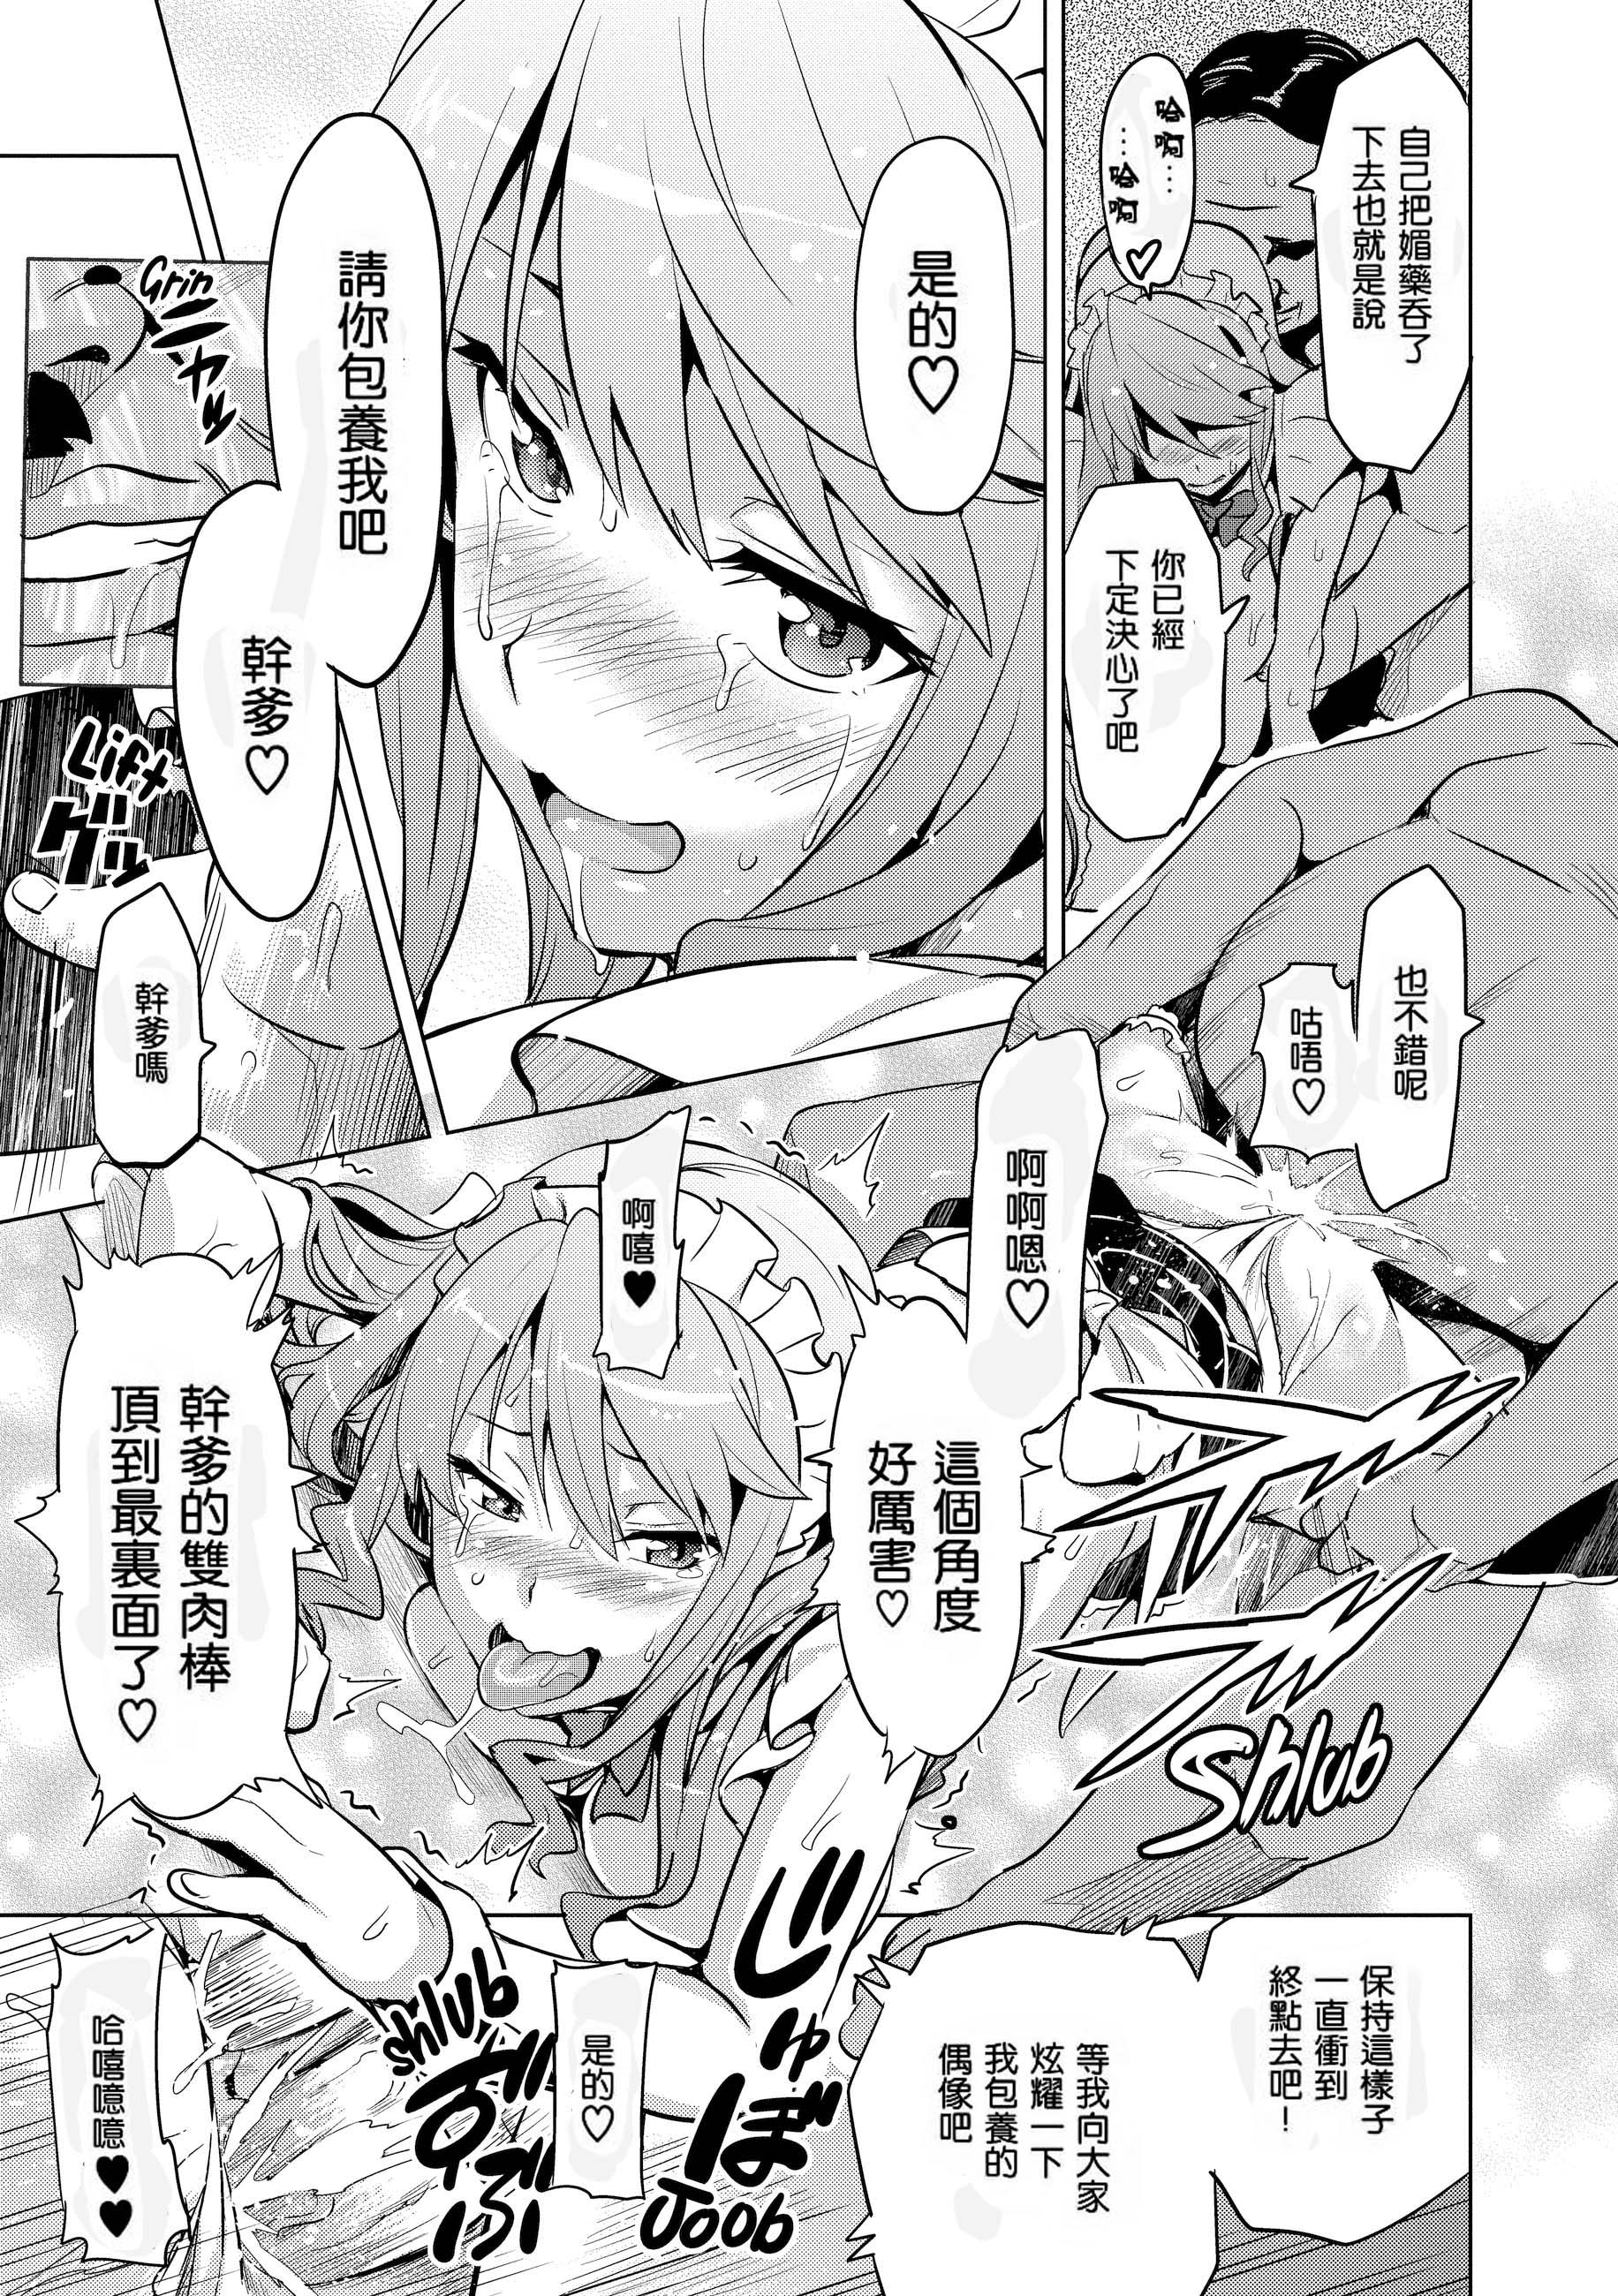 自己把媚藥吞了
下去也就是說
哈啊…
…哈啊♡
你已經
下定決心了吧
是的♡
請你包養我吧
幹爹♡
Grin
ニヤッ
Lift
グッ
幹爹嗎
也不錯呢
咕唔♡
啊啊嗯♡
這個角度
好厲害♡
啊嘻♥
幹爹的雙肉棒
頂到最裏面了♡
Shlub
保持這樣子
一直衝到
終點去吧!
等我向大家
炫耀一下
我包養的
偶像吧
じゅぼ
Joob
是的♡
Shlub
ずぶ
哈嘻噫噫♥♥